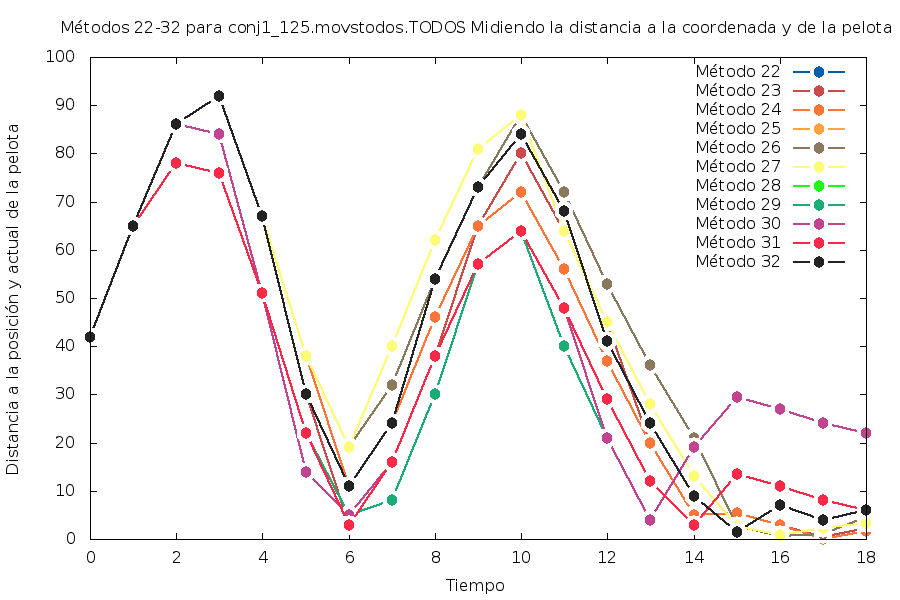 Métodos 22-32 para conj1_125.movstodos.TODOS Midiendo la distancia a la coordenada y de la pelota
Distancia a la posición y actual de la pelota
100
90
80
70
60
50
40
30
20
10
0
Método 22
Método 23
Método 24
Método 25
Método 26
Método 27
Método 28
Método 29
Método 30
Método 31
Método 32
0 2 4 6 8 10 12 14 16 18
Tiempo